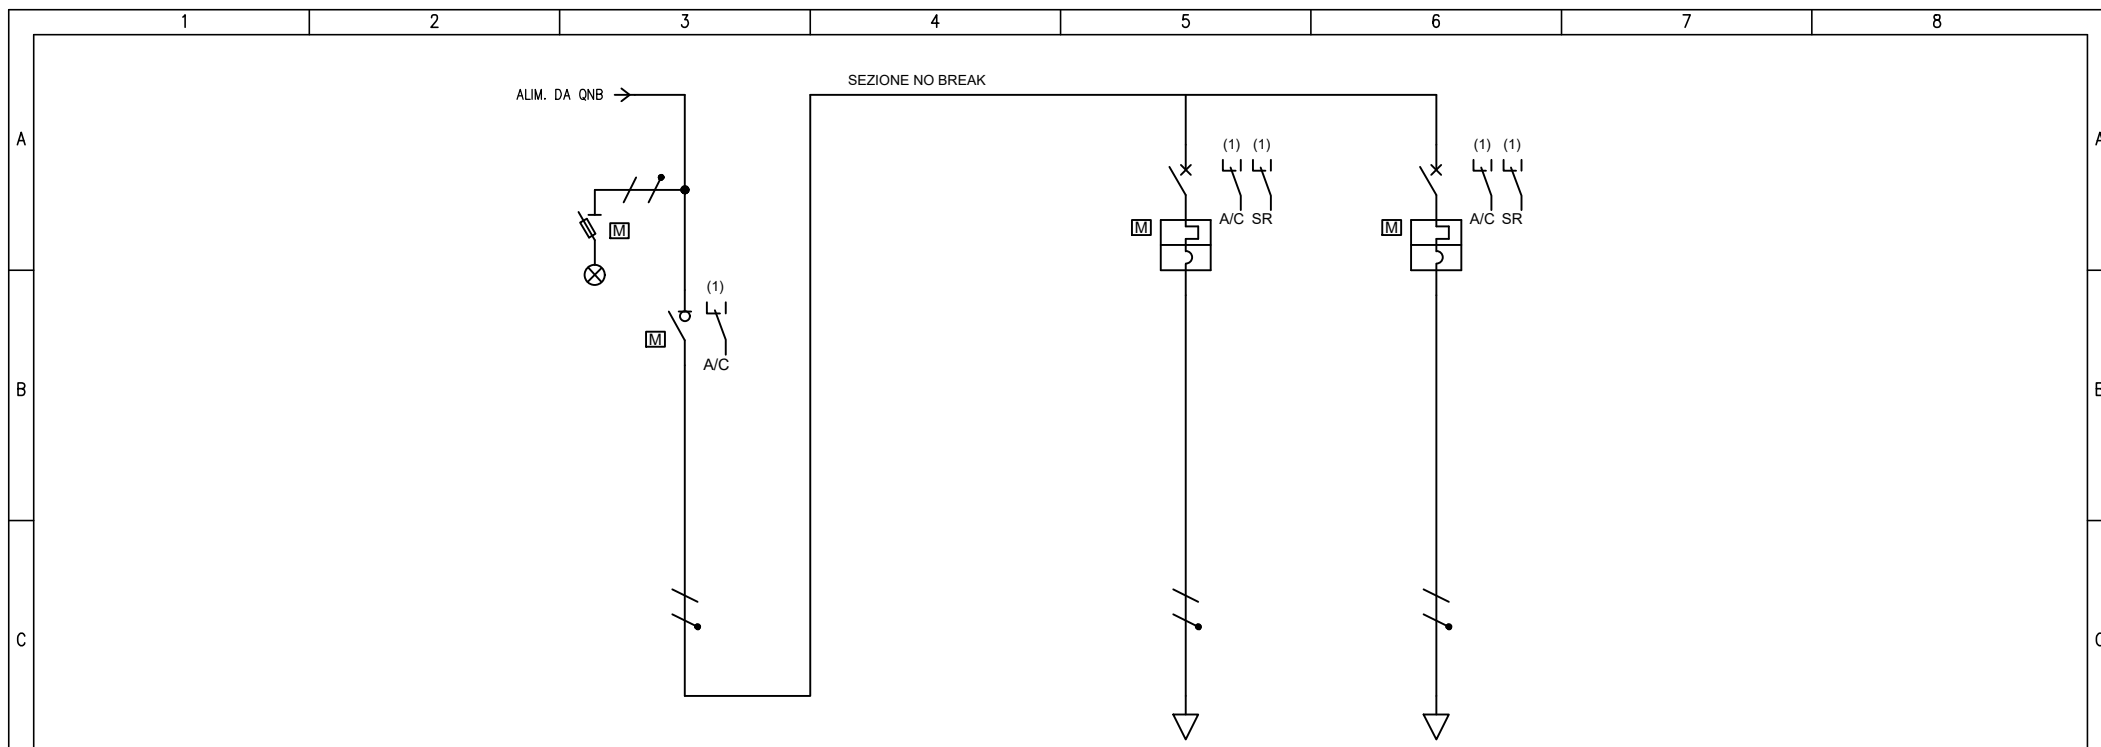 1 2 3 4 5 6 7 8
SEZIONE NO BREAK
ALIM. DA QNB
A A
(1) (1) (1) (1)
A/C SR A/C SR
M M M
(1)
M
A/C
B B
C C